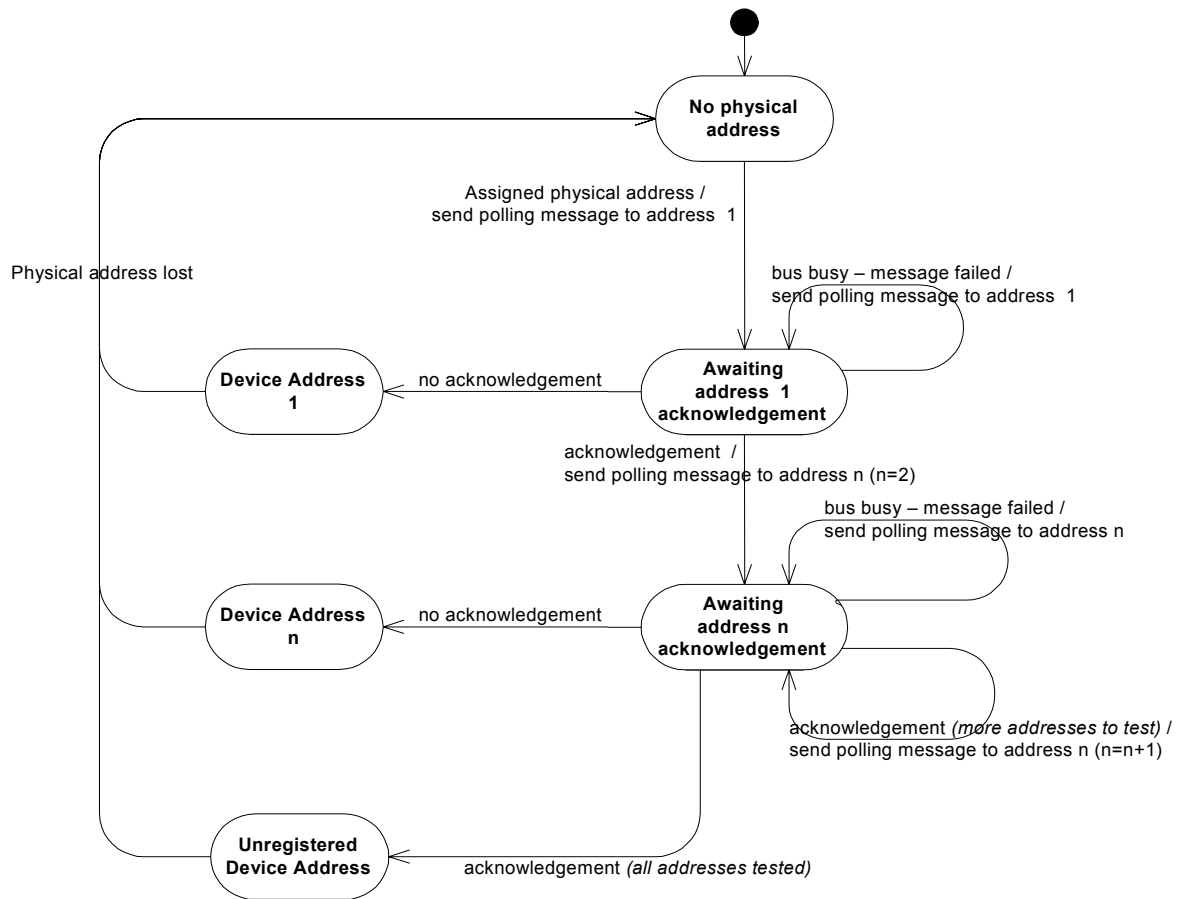 No physical
address
Assigned physical address /
send polling message to address 1
Physical address lost
bus busy – message failed /
send polling message to address 1
Device Address
1
no acknowledgement
Awaiting
address 1
acknowledgement
acknowledgement /
send polling message to address n (n=2)
bus busy – message failed /
send polling message to address n
Device Address
n
no acknowledgement
Awaiting
address n
acknowledgement
acknowledgement (more addresses to test) /
send polling message to address n (n=n+1)
Unregistered
Device Address
acknowledgement (all addresses tested)